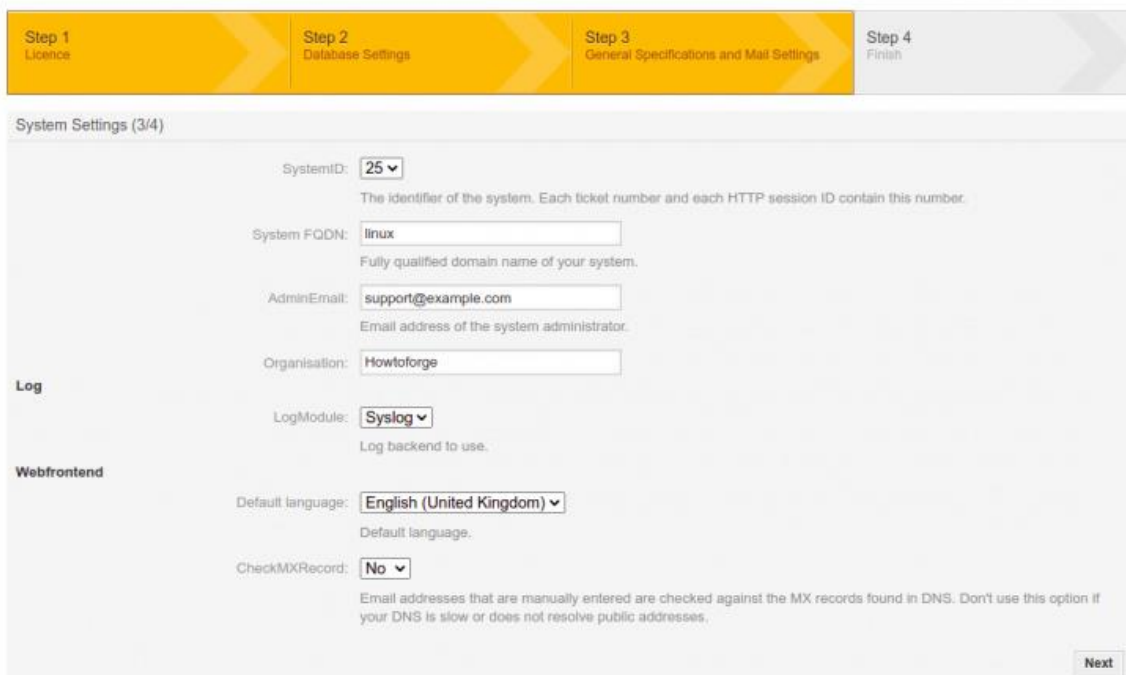 Step 1
Licence
Step 2
Database Settings
Step 3
General Specifications and Mail Settings
Step 4
Finish
System Settings (3/4)
SystemID: 25
The identifier of the system. Each ticket number and each HTTP session ID contain this number.
System FQDN: linux
Fully qualified domain name of your system.
AdminEmail: support@example.com
Email address of the system administrator.
Organisation: Howtoforge
Log
LogModule: Syslog
Log backend to use.
Webfrontend
Default language: English (United Kingdom)
Default language.
CheckMXRecord: No
Email addresses that are manually entered are checked against the MX records found in DNS. Don't use this option if
your DNS is slow or does not resolve public addresses.
Next